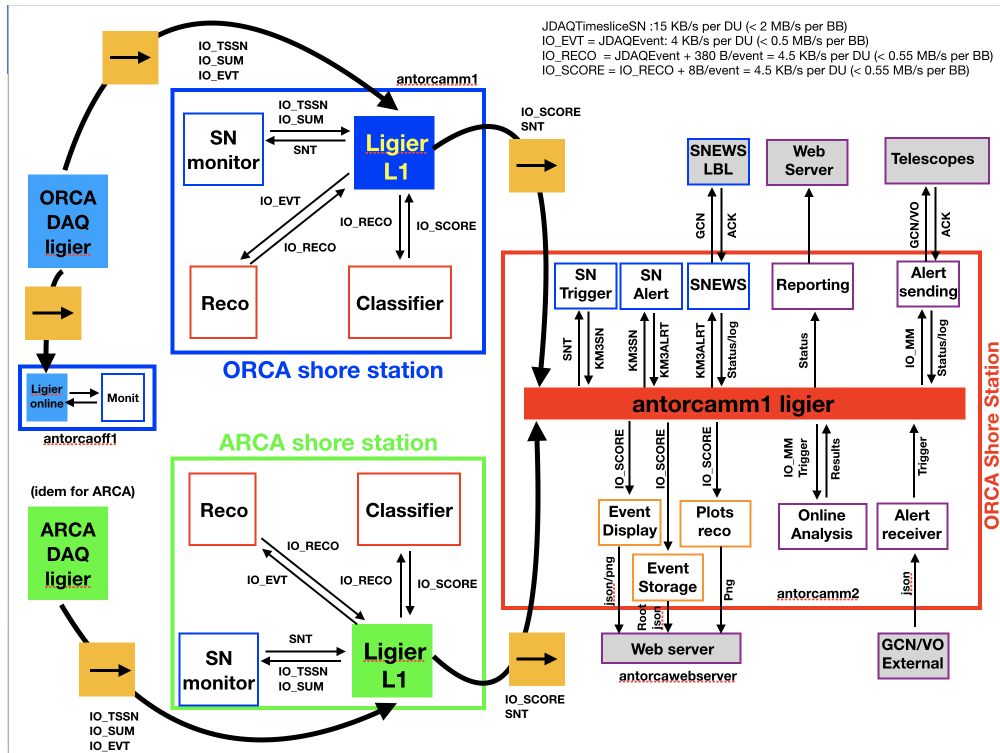 JDAQTimesliceSN :15 KB/s per DU (< 2 MB/s per BB)
IO_EVT = JDAQEvent: 4 KB/s per DU (< 0.5 MB/s per BB)
IO_RECO = JDAQEvent + 380 B/event = 4.5 KB/s per DU (< 0.55 MB/s per BB)
IO_SCORE = IO_RECO + 8B/event = 4.5 KB/s per DU (< 0.55 MB/s per BB)
IO_TSSN
IO_SUM
IO_EVT
antorcamm1
SN
monitor
IO_TSSN
IO_SUM
SNT
Ligier
L1
IO_EVT
IO_RECO
IO_RECO
IO_SCORE
Reco
Classifier
ORCA shore station
IO_SCORE
SNT
ORCA
DAQ
ligier
Ligier
online
Monit
antorcaoff1
SNEWS
LBL
Web
Server
Telescopes
GCN
ACK
GCN/VO
ACK
SN
Trigger
SN
Alert
SNEWS
Reporting
Alert
sending
SNT
KM3SN
KM3SN
KM3ALRT
KM3ALRT
Status/log
Status
IO_MM
Status/log
antorcamm1 ligier
ORCA Shore Station
IO_SCORE
IO_SCORE
IO_SCORE
IO_MM
Trigger
Results
Trigger
Event
Display
Plots
reco
Online
Analysis
Alert
receiver
Event
Storage
antorcamm2
json/png
Root
json
Png
json
Web server
antorcawebserver
GCN/VO
External
ARCA shore station
(idem for ARCA)
ARCA
DAQ
ligier
Reco
Classifier
IO_RECO
IO_EVT
IO_RECO
IO_SCORE
SN
monitor
SNT
IO_TSSN
IO_SUM
Ligier
L1
IO_SCORE
SNT
IO_TSSN
IO_SUM
IO_EVT